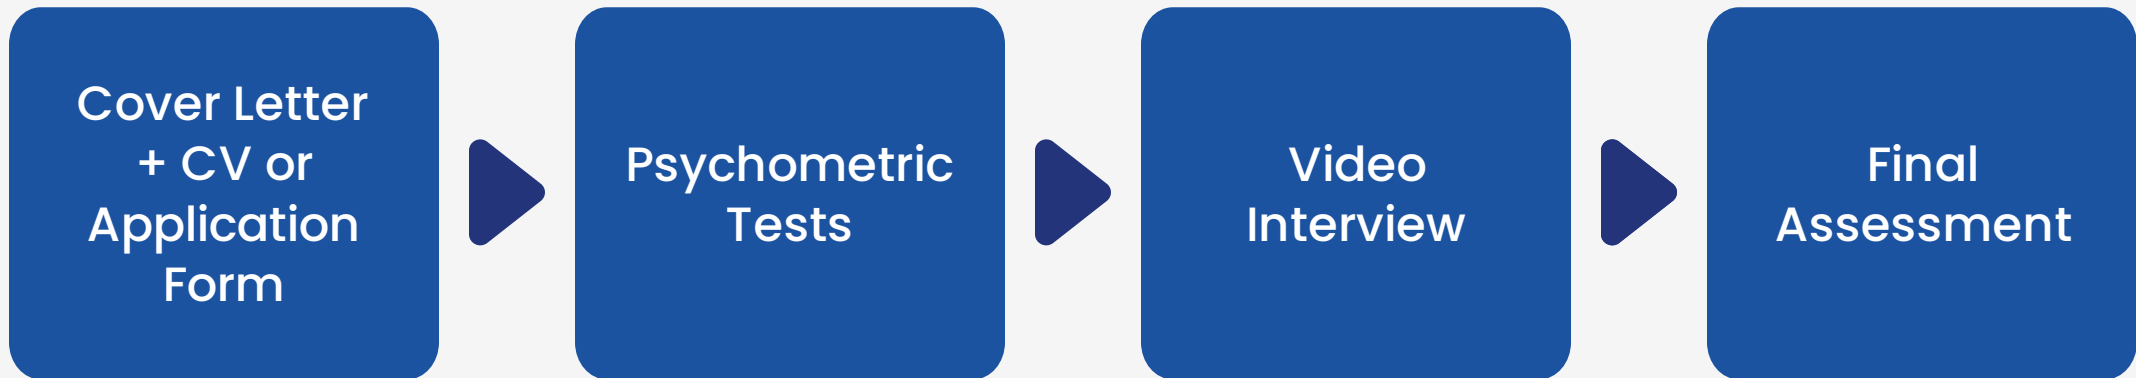 Cover Letter
+ CV or
Application
Form
Psychometric
Tests
Video
Interview
Final
Assessment